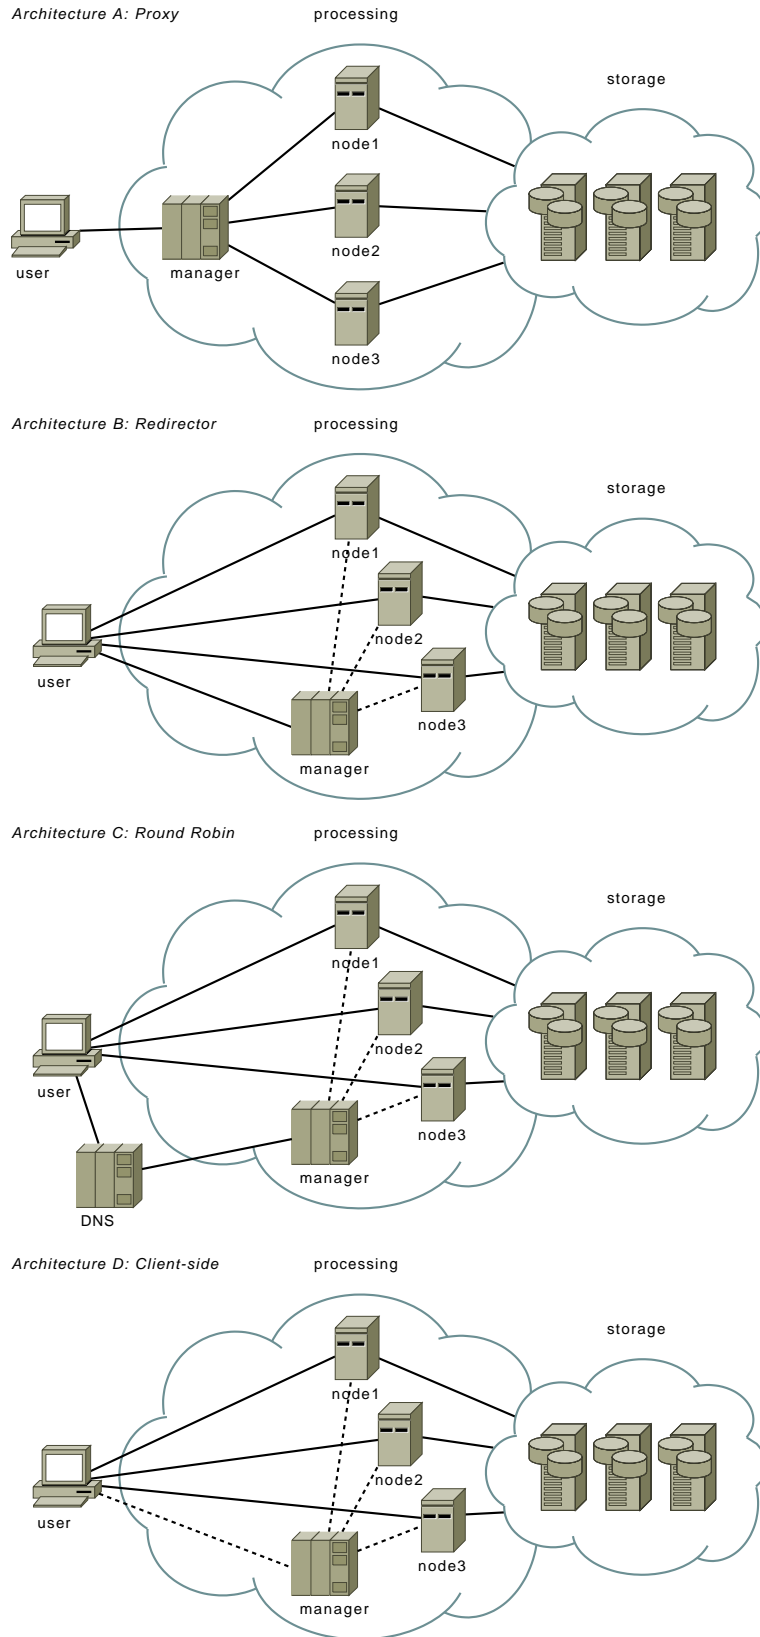 Architecture A: Proxy
processing
storage
node1
node2
user
manager
node3
Architecture B: Redirector
processing
storage
node1
node2
user
node3
manager
Architecture C: Round Robin
processing
storage
node1
node2
user
node3
manager
DNS
Architecture D: Client-side
processing
storage
node1
node2
user
node3
manager